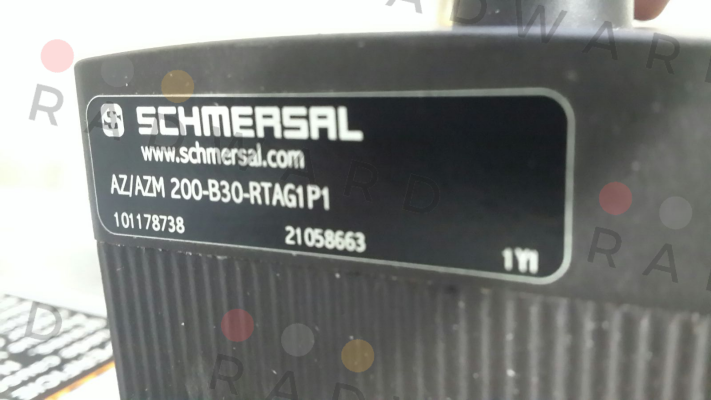 SCHMERSAL
www.schmersal.com
AZ/AZM 200-B30-RTAG1P1
101178738
21058663
1Y1